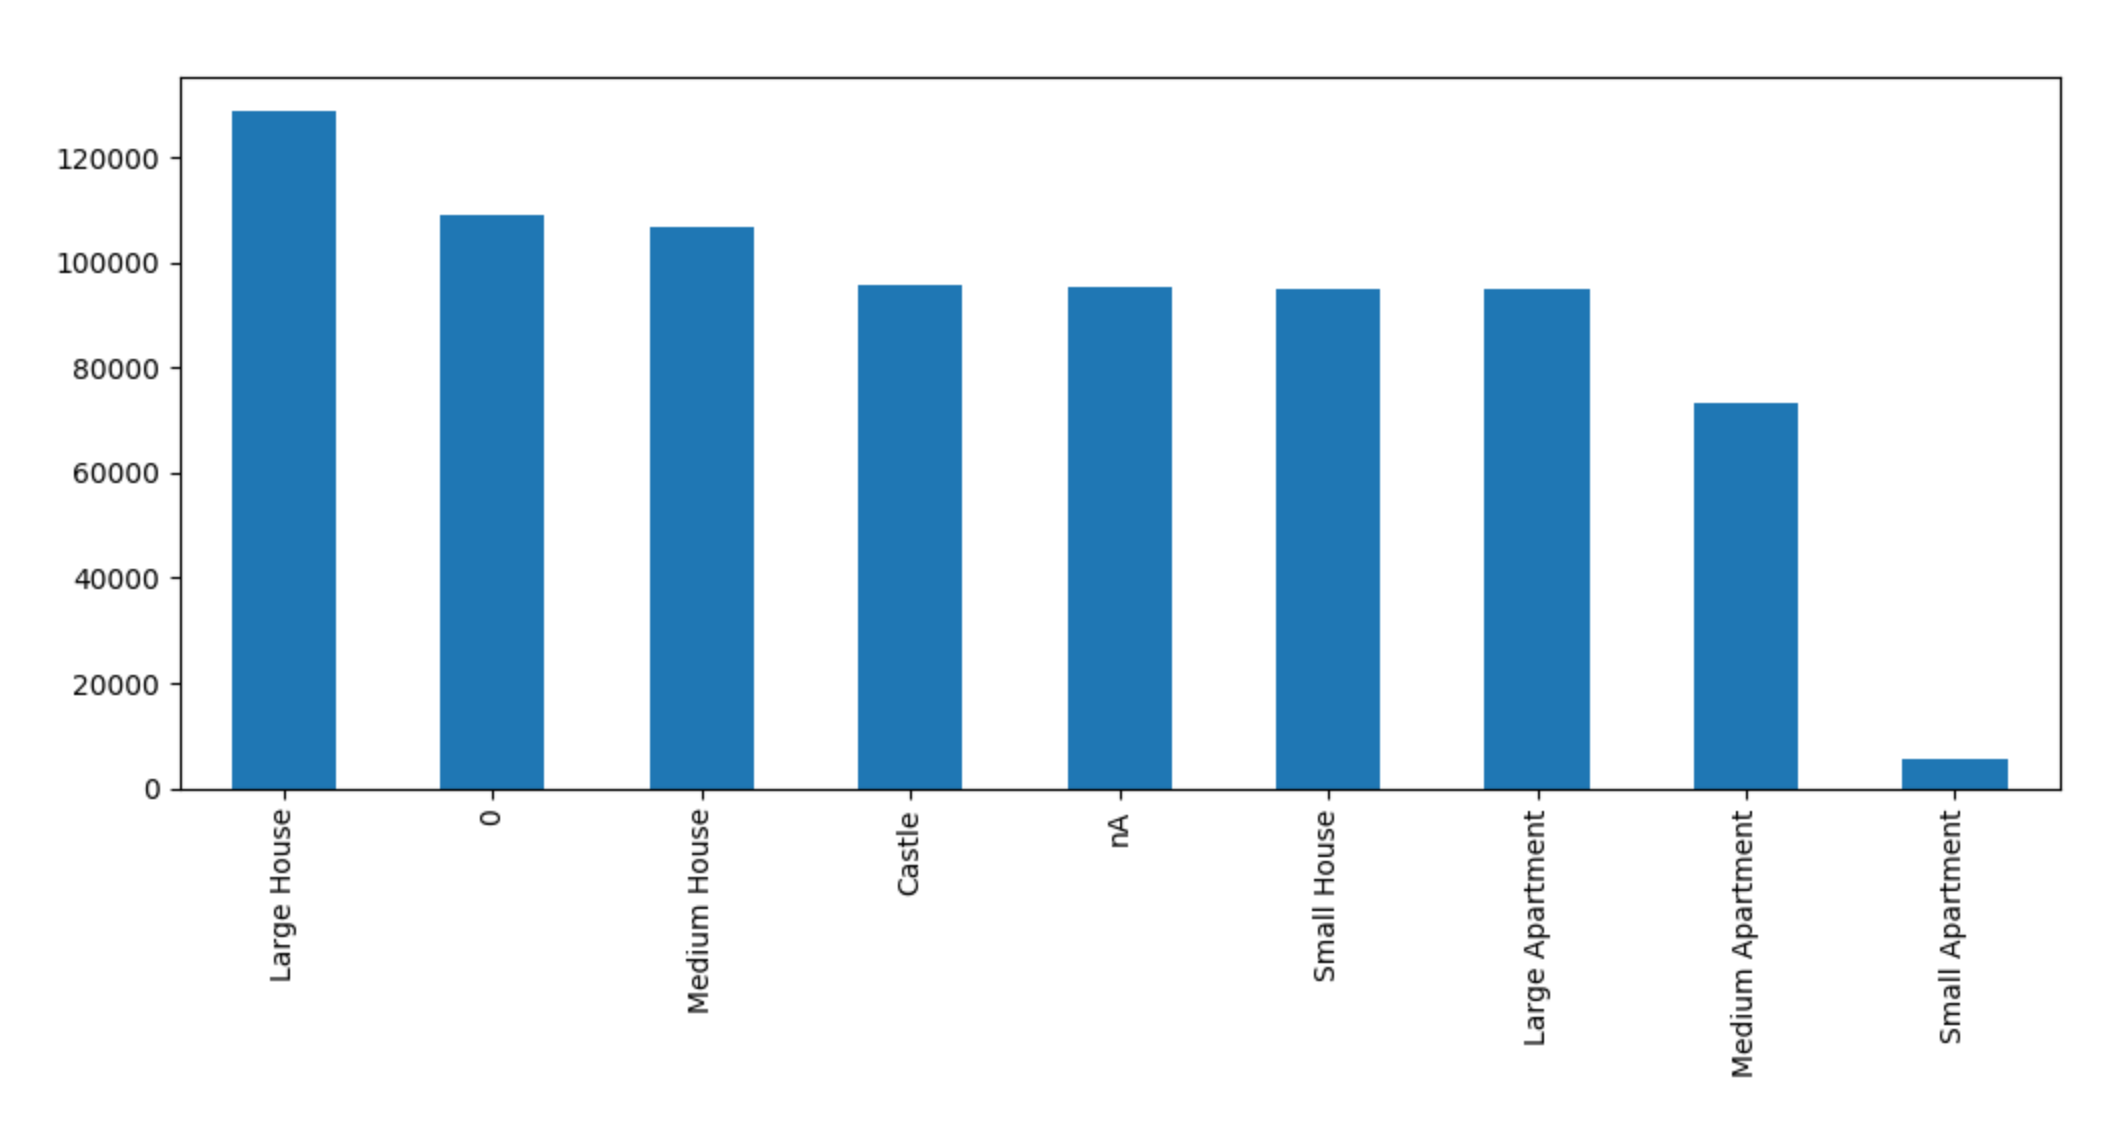 120000
100000
80000
60000
40000
20000
0
Large House
0
Medium House
Castle
nA
Small House
Large Apartment
Medium Apartment
Small Apartment